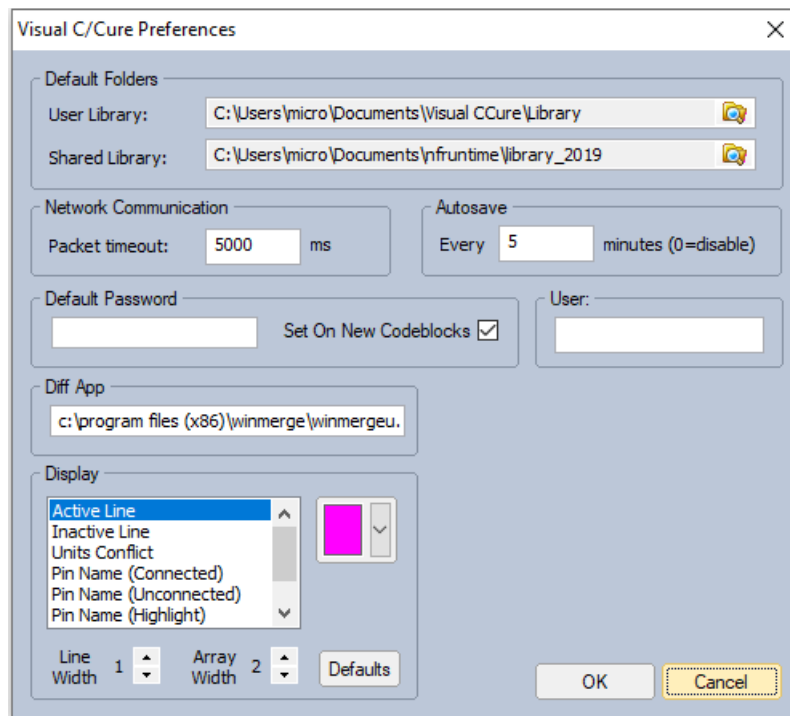 Visual C/Cure Preferences
Default Folders
User Library: C:\Users\micro\Documents\Visual CCure\Library
Shared Library: C:\Users\micro\Documents\nfruntime\library_2019
Network Communication
Packet timeout: 5000 ms
Autosave
Every 5 minutes (0=disable)
Default Password
Set On New Codeblocks
User:
Diff App
c:\program files (x86)\winmerge\winmergeu.
Display
Active Line
Inactive Line
Units Conflict
Pin Name (Connected)
Pin Name (Unconnected)
Pin Name (Highlight)
Line Width 1
Array Width 2
Defaults
OK
Cancel